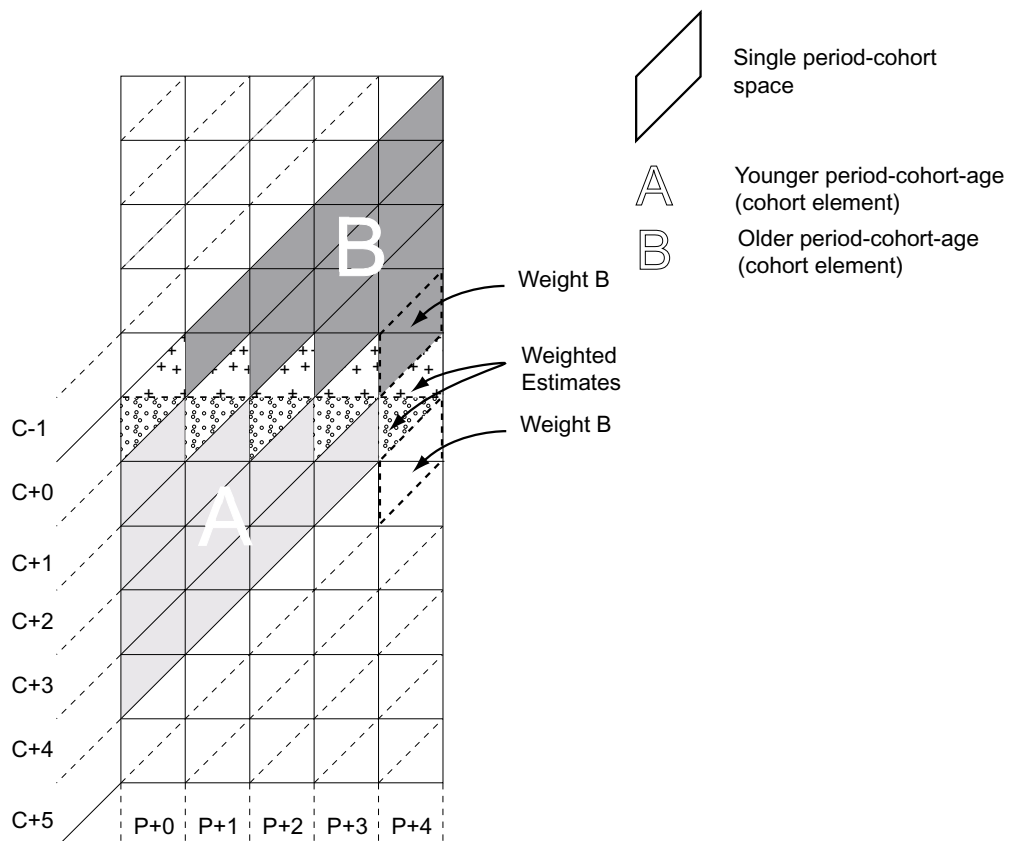 Single period-cohort
space
A
Younger period-cohort-age
(cohort element)
B
Older period-cohort-age
(cohort element)
B
Weight B
Weighted
Estimates
Weight B
A
C-1
C+0
C+1
C+2
C+3
C+4
C+5
P+0 P+1 P+2 P+3 P+4